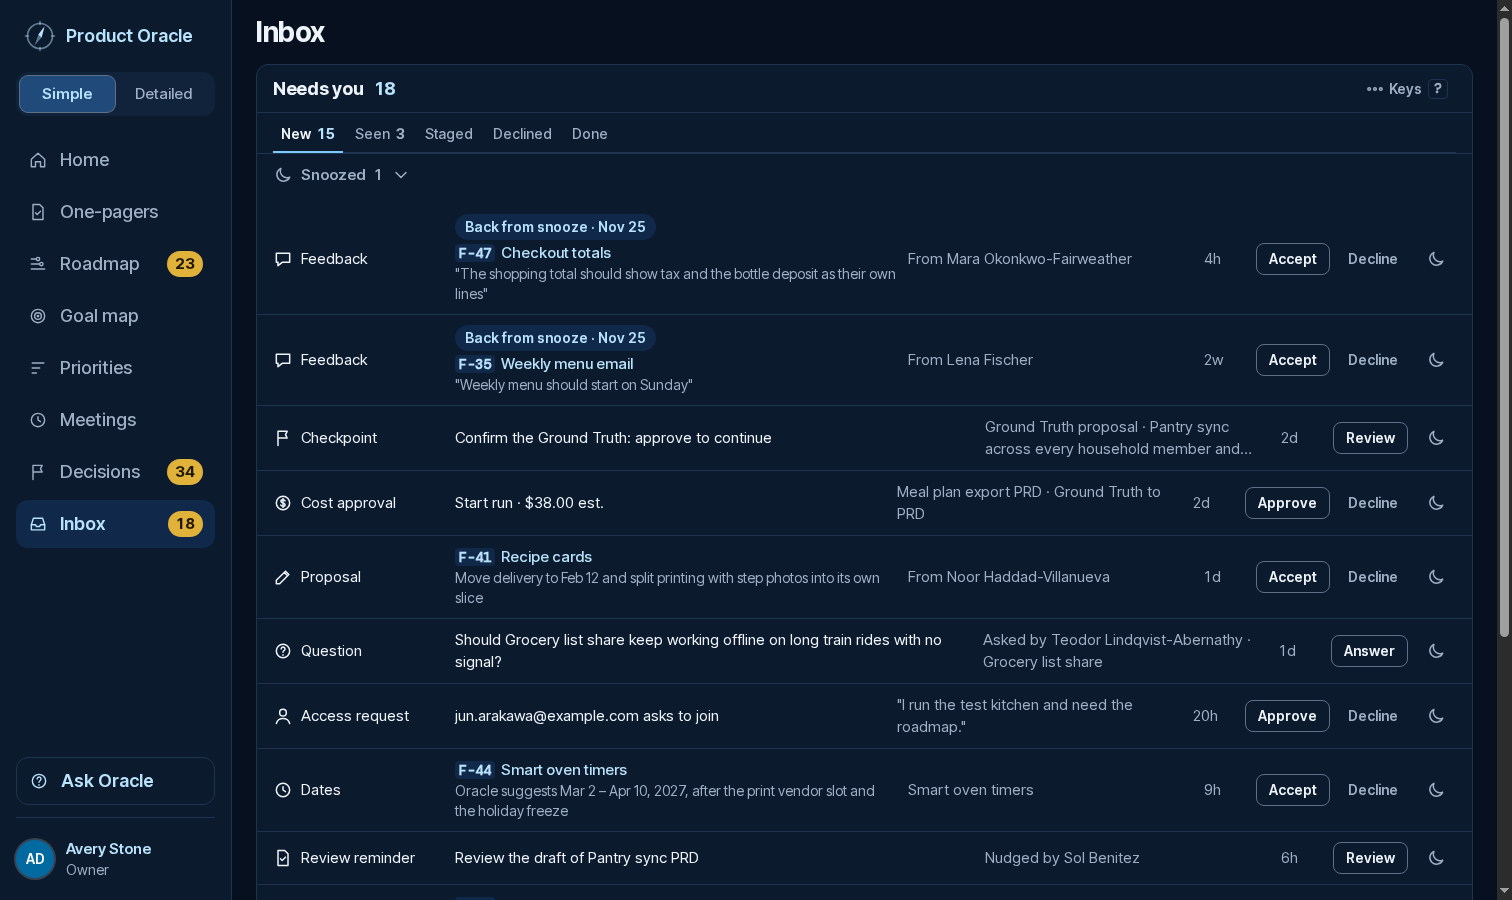 Product Oracle
Simple Detailed
Home
One-pagers
Roadmap 23
Goal map
Priorities
Meetings
Decisions 34
Inbox 18
Ask Oracle
AD Avery Stone
Owner
Inbox
Needs you 18
Keys ?
New 15 Seen 3 Staged Declined Done
Snoozed 1
Back from snooze · Nov 25
Feedback
F-47 Checkout totals
"The shopping total should show tax and the bottle deposit as their own
lines"
From Mara Okonkwo-Fairweather 4h Accept Decline
Back from snooze · Nov 25
Feedback
F-35 Weekly menu email
"Weekly menu should start on Sunday"
From Lena Fischer 2w Accept Decline
Checkpoint
Confirm the Ground Truth: approve to continue
Ground Truth proposal · Pantry sync
across every household member and...
2d Review
Cost approval
Start run · $38.00 est.
Meal plan export PRD · Ground Truth to
PRD
2d Approve Decline
Proposal
F-41 Recipe cards
Move delivery to Feb 12 and split printing with step photos into its own
slice
From Noor Haddad-Villanueva 1d Accept Decline
Question
Should Grocery list share keep working offline on long train rides with no
signal?
Asked by Teodor Lindqvist-Abernathy ·
Grocery list share
1d Answer
Access request
jun.arakawa@example.com asks to join
"I run the test kitchen and need the
roadmap."
20h Approve Decline
Dates
F-44 Smart oven timers
Oracle suggests Mar 2 – Apr 10, 2027, after the print vendor slot and
the holiday freeze
Smart oven timers 9h Accept Decline
Review reminder
Review the draft of Pantry sync PRD
Nudged by Sol Benitez 6h Review